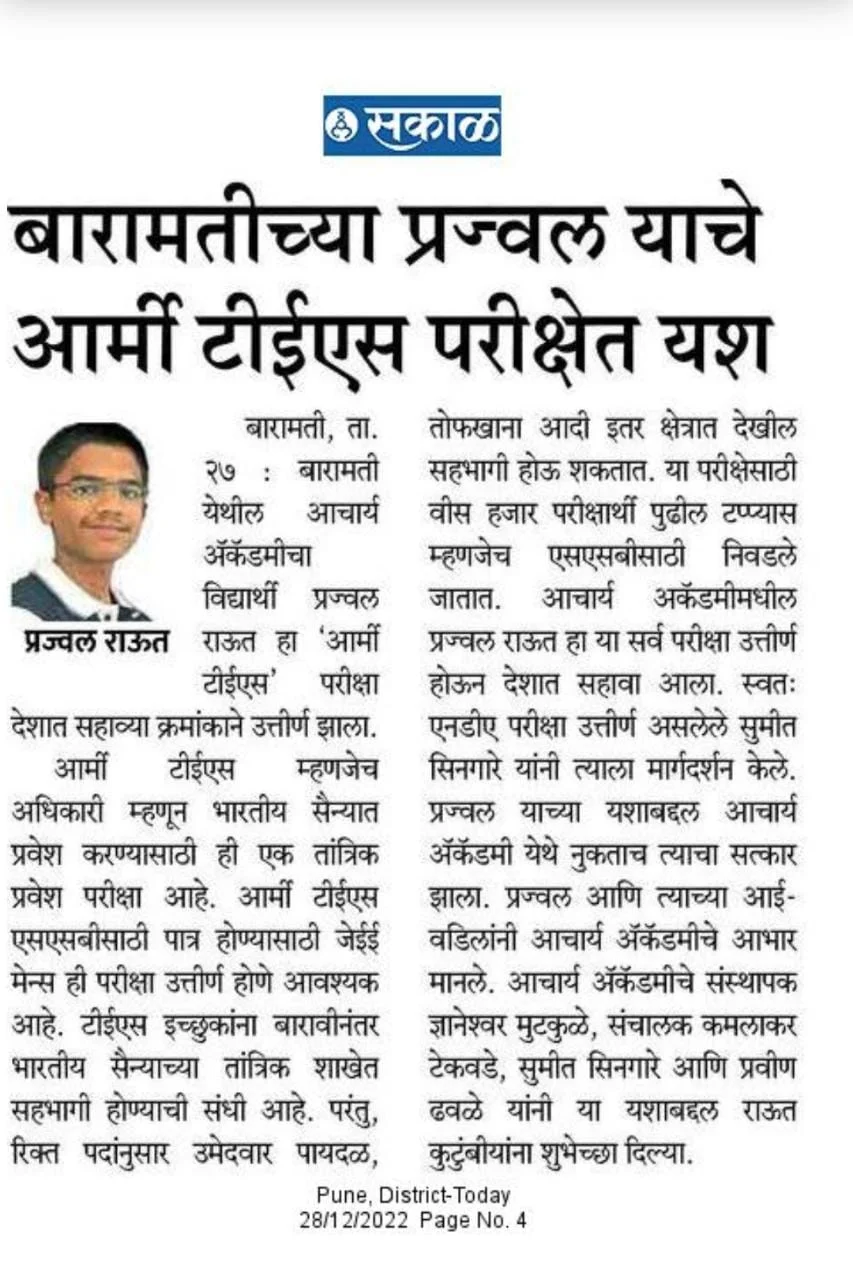 सकाळ
बारामतीच्या प्रज्वल याचे
आर्मी टीईएस परीक्षेत यश
प्रज्वल राऊत
बारामती, ता.
२७ : बारामती
येथील आचार्य
ॲकॅडमीचा
विद्यार्थी प्रज्वल
राऊत हा ‘आर्मी
टीईएस’ परीक्षा
देशात सहाव्या क्रमांकाने उत्तीर्ण झाला.
आर्मी टीईएस म्हणजेच
अधिकारी म्हणून भारतीय सैन्यात
प्रवेश करण्यासाठी ही एक तांत्रिक
प्रवेश परीक्षा आहे. आर्मी टीईएस
एसएसबीसाठी पात्र होण्यासाठी जेईई
मेन्स ही परीक्षा उत्तीर्ण होणे आवश्यक
आहे. टीईएस इच्छुकांना बारावीनंतर
भारतीय सैन्याच्या तांत्रिक शाखेत
सहभागी होण्याची संधी आहे. परंतु,
रिक्त पदांनुसार उमेदवार पायदळ,
तोफखाना आदी इतर क्षेत्रात देखील
सहभागी होऊ शकतात. या परीक्षेसाठी
वीस हजार परीक्षार्थी पुढील टप्प्यास
म्हणजेच एसएसबीसाठी निवडले
जातात. आचार्य अकॅडमीमधील
प्रज्वल राऊत हा या सर्व परीक्षा उत्तीर्ण
होऊन देशात सहावा आला. स्वतः
एनडीए परीक्षा उत्तीर्ण असलेले सुमीत
सिनगारे यांनी त्याला मार्गदर्शन केले.
प्रज्वल याच्या यशाबद्दल आचार्य
ॲकॅडमी येथे नुकताच त्याचा सत्कार
झाला. प्रज्वल आणि त्याच्या आई-
वडिलांनी आचार्य ॲकॅडमीचे आभार
मानले. आचार्य ॲकॅडमीचे संस्थापक
ज्ञानेश्वर मुटकुळे, संचालक कमलाकर
टेकवडे, सुमीत सिनगारे आणि प्रवीण
ढवळे यांनी या यशाबद्दल राऊत
कुटुंबीयांना शुभेच्छा दिल्या.
Pune, District-Today
28/12/2022 Page No. 4